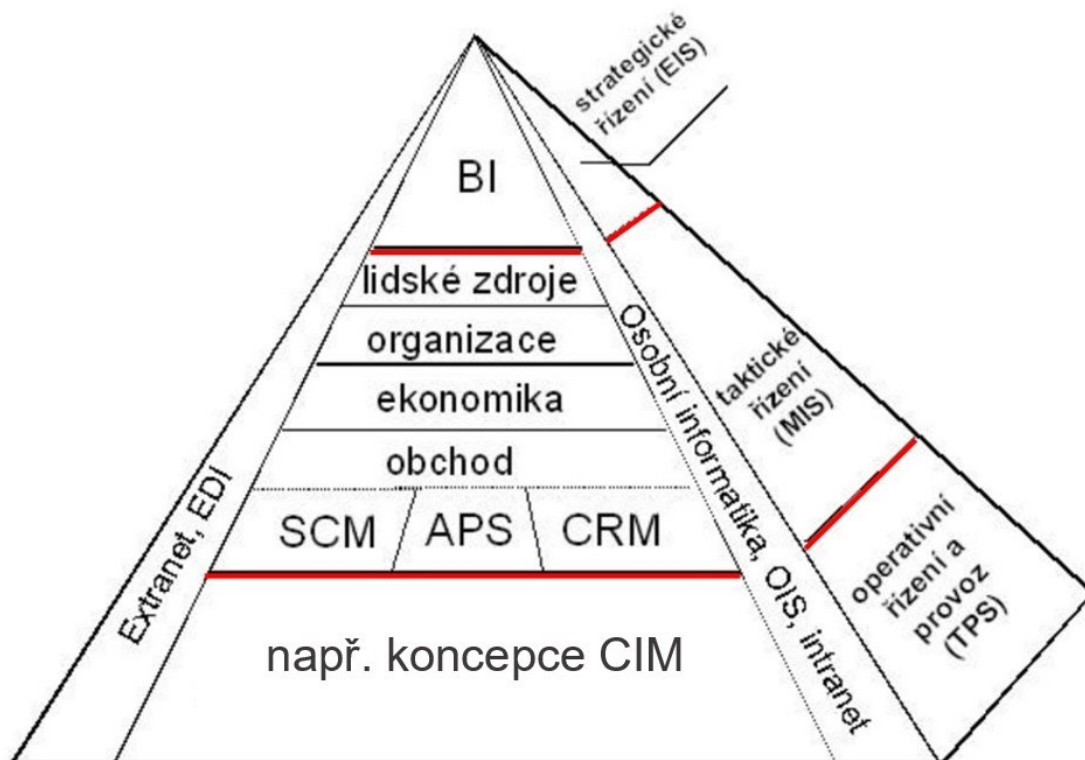 strategické
řízení (EIS)
BI
lidské zdroje
organizace
ekonomika
obchod
SCM APS CRM
např. koncepce CIM
Extranet, EDI
Osobní informatika, OIS, intranet
taktické
řízení
(MIS)
operativní
řízení a
provoz
(TPS)